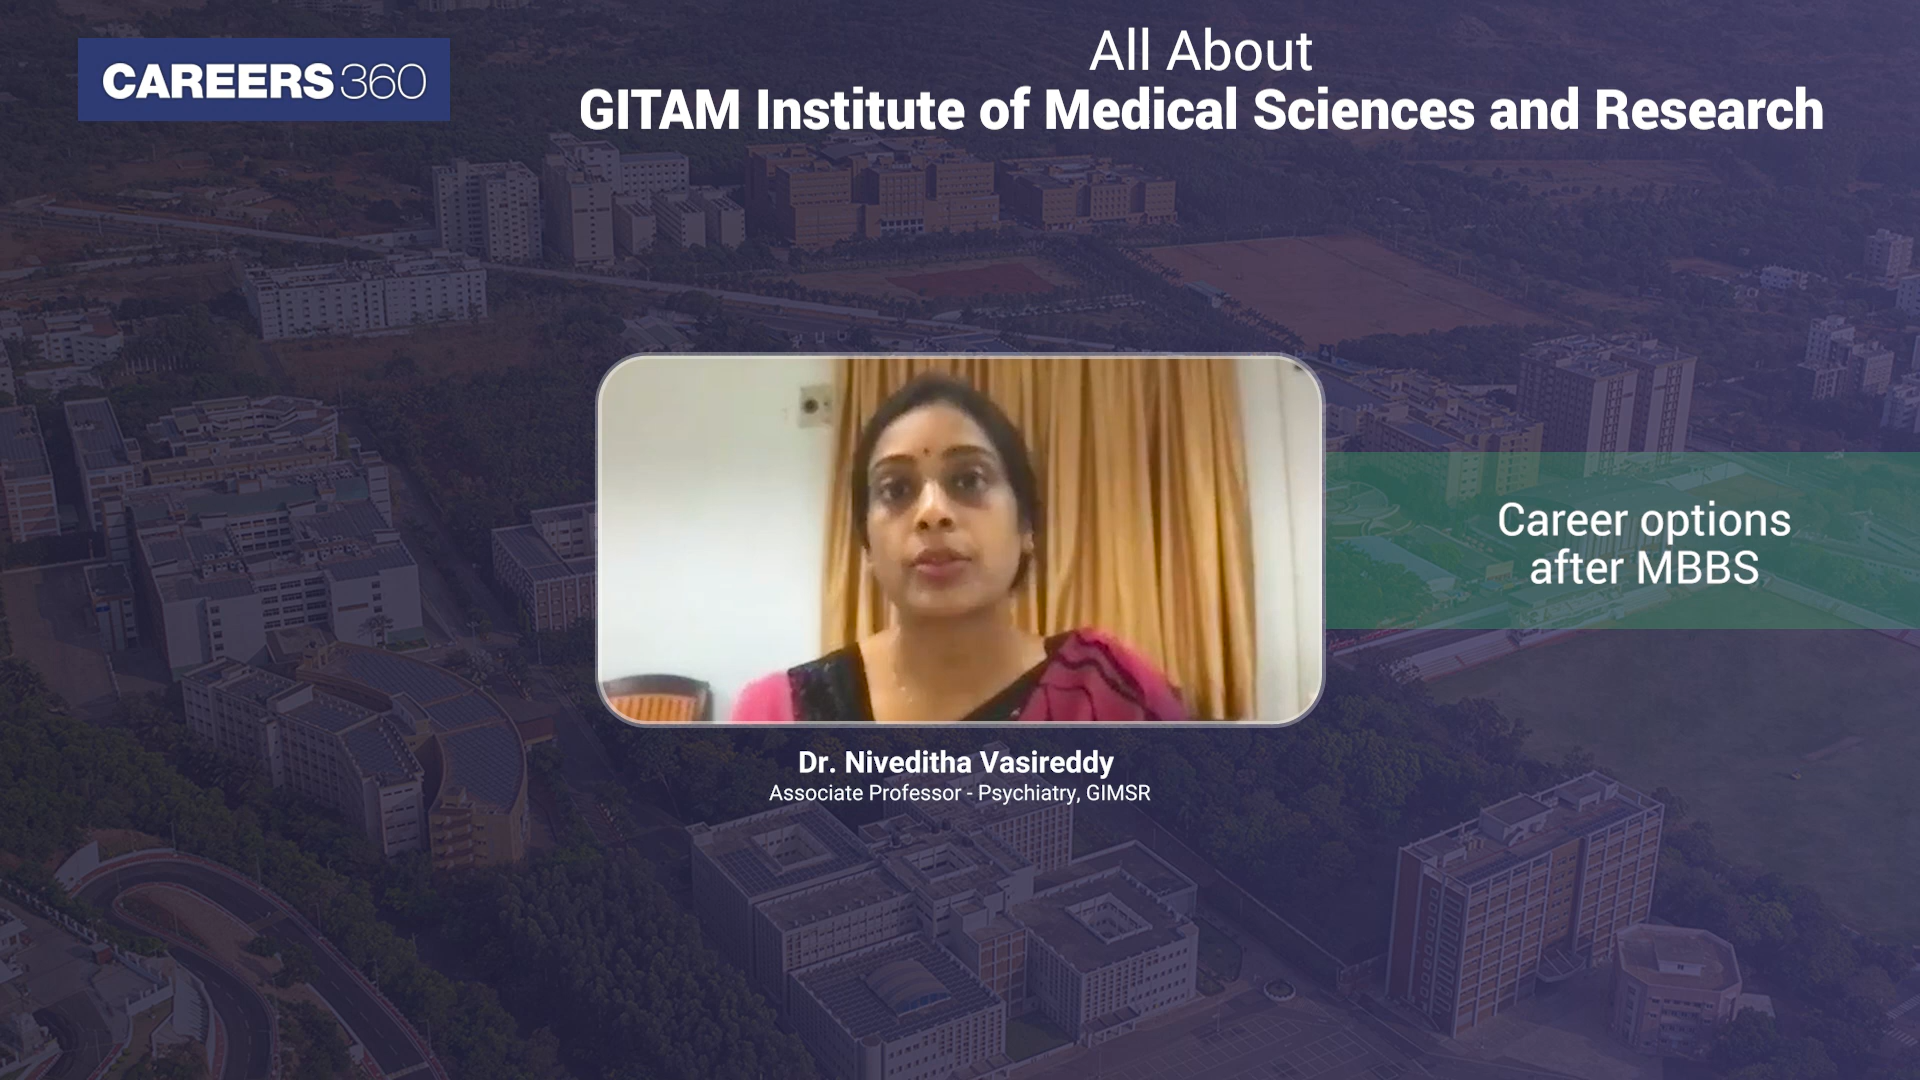 CAREERS360
All About
GITAM Institute of Medical Sciences and Research
Career options
after MBBS
Dr. Niveditha Vasireddy
Associate Professor - Psychiatry, GIMSR